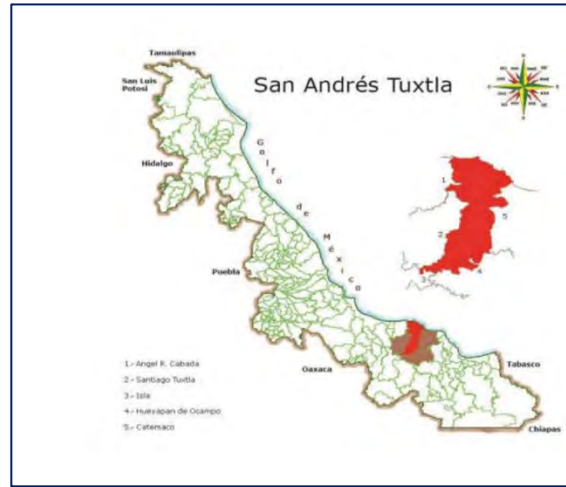 Tamaulipas
San Luis
Potosi
San Andrés Tuxtla
Hidalgo
Golfo de México
Puebla
1
5
2
4
3
Oaxaca
Tabasco
Chiapas
1.- Angel R. Cabada
2.- Santiago Tuxtla
3.- Isla
4.- Hueyapan de Ocampo
5.- Catemaco